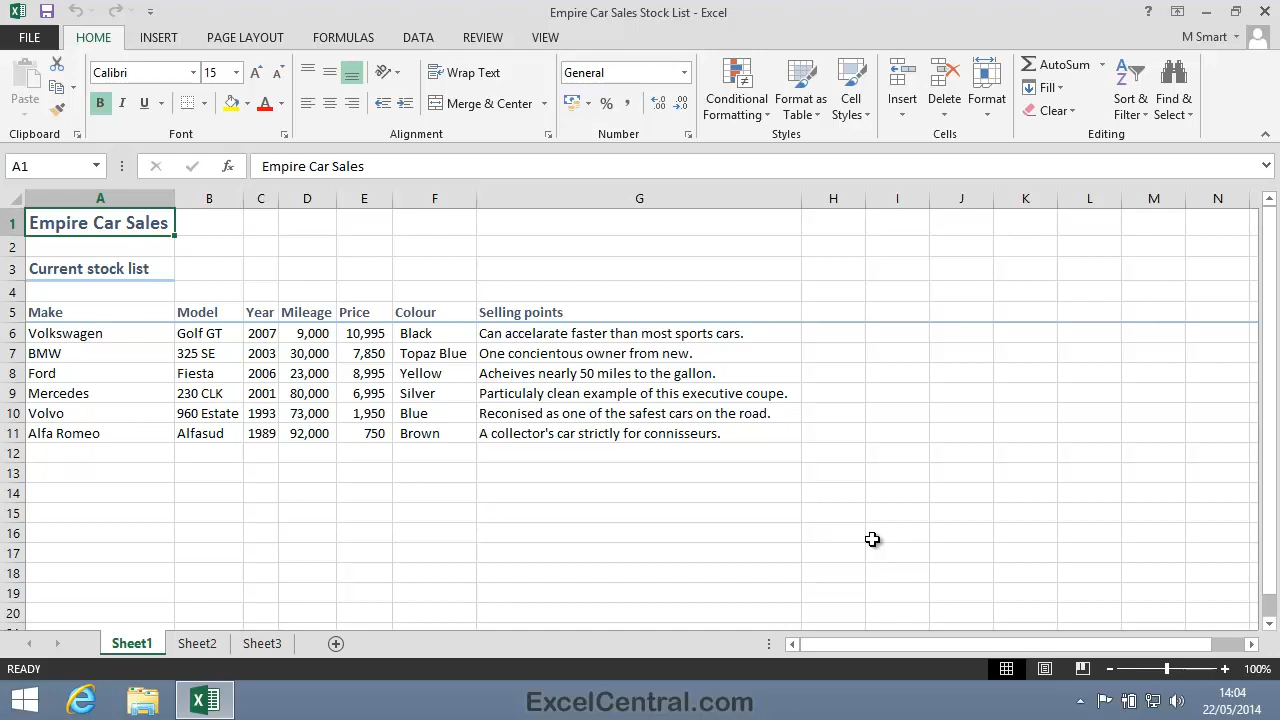 Empire Car Sales Stock List - Excel
?
FILE HOME INSERT PAGE LAYOUT FORMULAS DATA REVIEW VIEW M Smart
Calibri 15 A A Wrap Text General AutoSum
Paste Fill
B I U A Merge & Center % , Clear
Conditional Formatting Format as Table Cell Styles Insert Delete Format Sort & Filter Find & Select
Clipboard Font Alignment Number Styles Cells Editing
A1 fx Empire Car Sales
A B C D E F G H I J K L M N
1 Empire Car Sales
2
3 Current stock list
4
5 Make Model Year Mileage Price Colour Selling points
6 Volkswagen Golf GT 2007 9,000 10,995 Black Can accelarate faster than most sports cars.
7 BMW 325 SE 2003 30,000 7,850 Topaz Blue One concientous owner from new.
8 Ford Fiesta 2006 23,000 8,995 Yellow Acheives nearly 50 miles to the gallon.
9 Mercedes 230 CLK 2001 80,000 6,995 Silver Particulaly clean example of this executive coupe.
10 Volvo 960 Estate 1993 73,000 1,950 Blue Reconised as one of the safest cars on the road.
11 Alfa Romeo Alfasud 1989 92,000 750 Brown A collector's car strictly for connisseurs.
12
13
14
15
16
17
18
19
20
Sheet1 Sheet2 Sheet3
READY 100%
ExcelCentral.com
14:04
22/05/2014